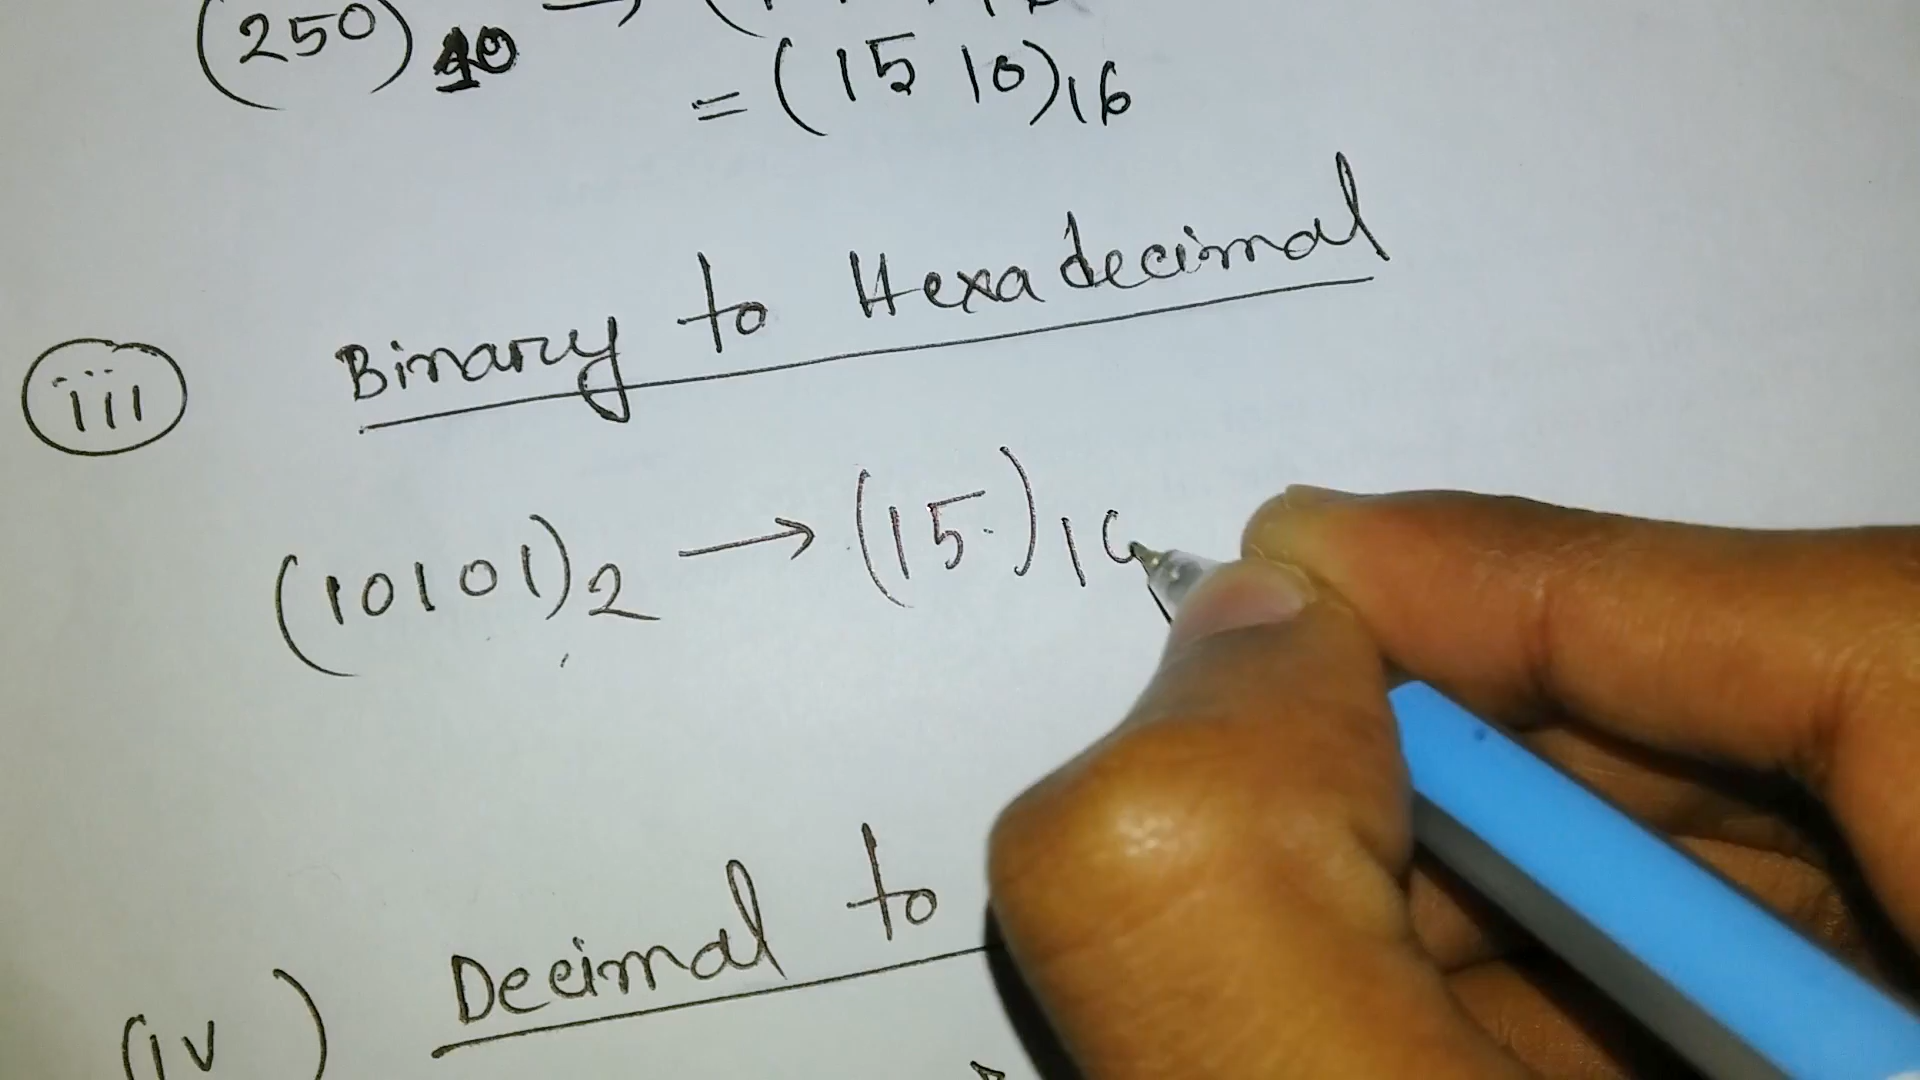 (250)10 →
= (15 10)16
iii Binary to Hexadecimal
(10101)2 → (15)16
(iv) Decimal to